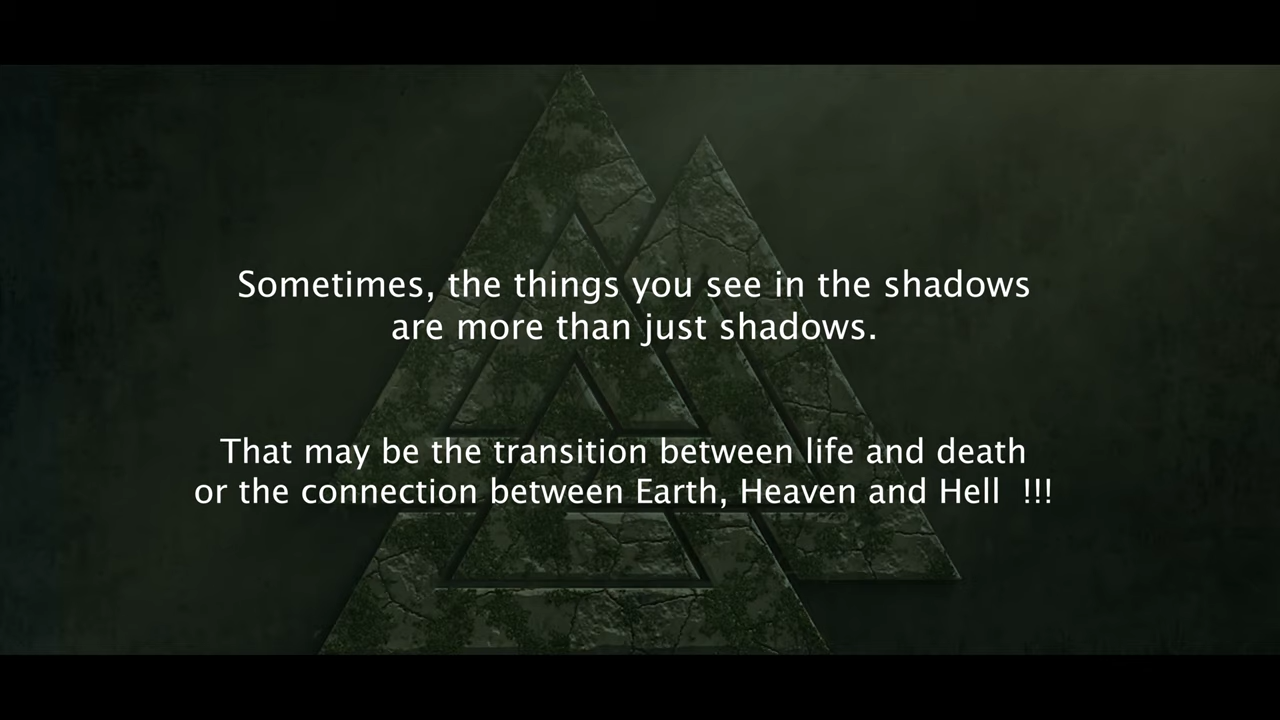 Sometimes, the things you see in the shadows
are more than just shadows.
That may be the transition between life and death
or the connection between Earth, Heaven and Hell  !!!